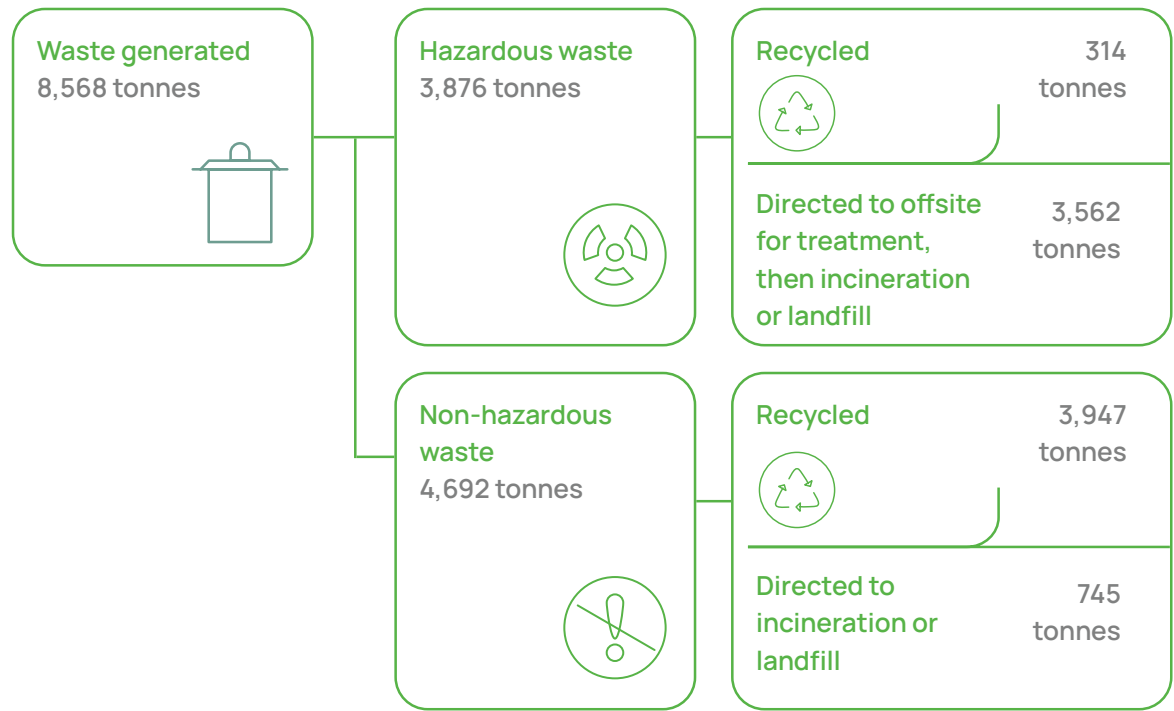 Waste generated
8,568 tonnes
Hazardous waste
3,876 tonnes
Recycled
314
tonnes
Directed to offsite
for treatment,
then incineration
or landfill
3,562
tonnes
Non-hazardous
waste
4,692 tonnes
Recycled
3,947
tonnes
Directed to
incineration or
landfill
745
tonnes